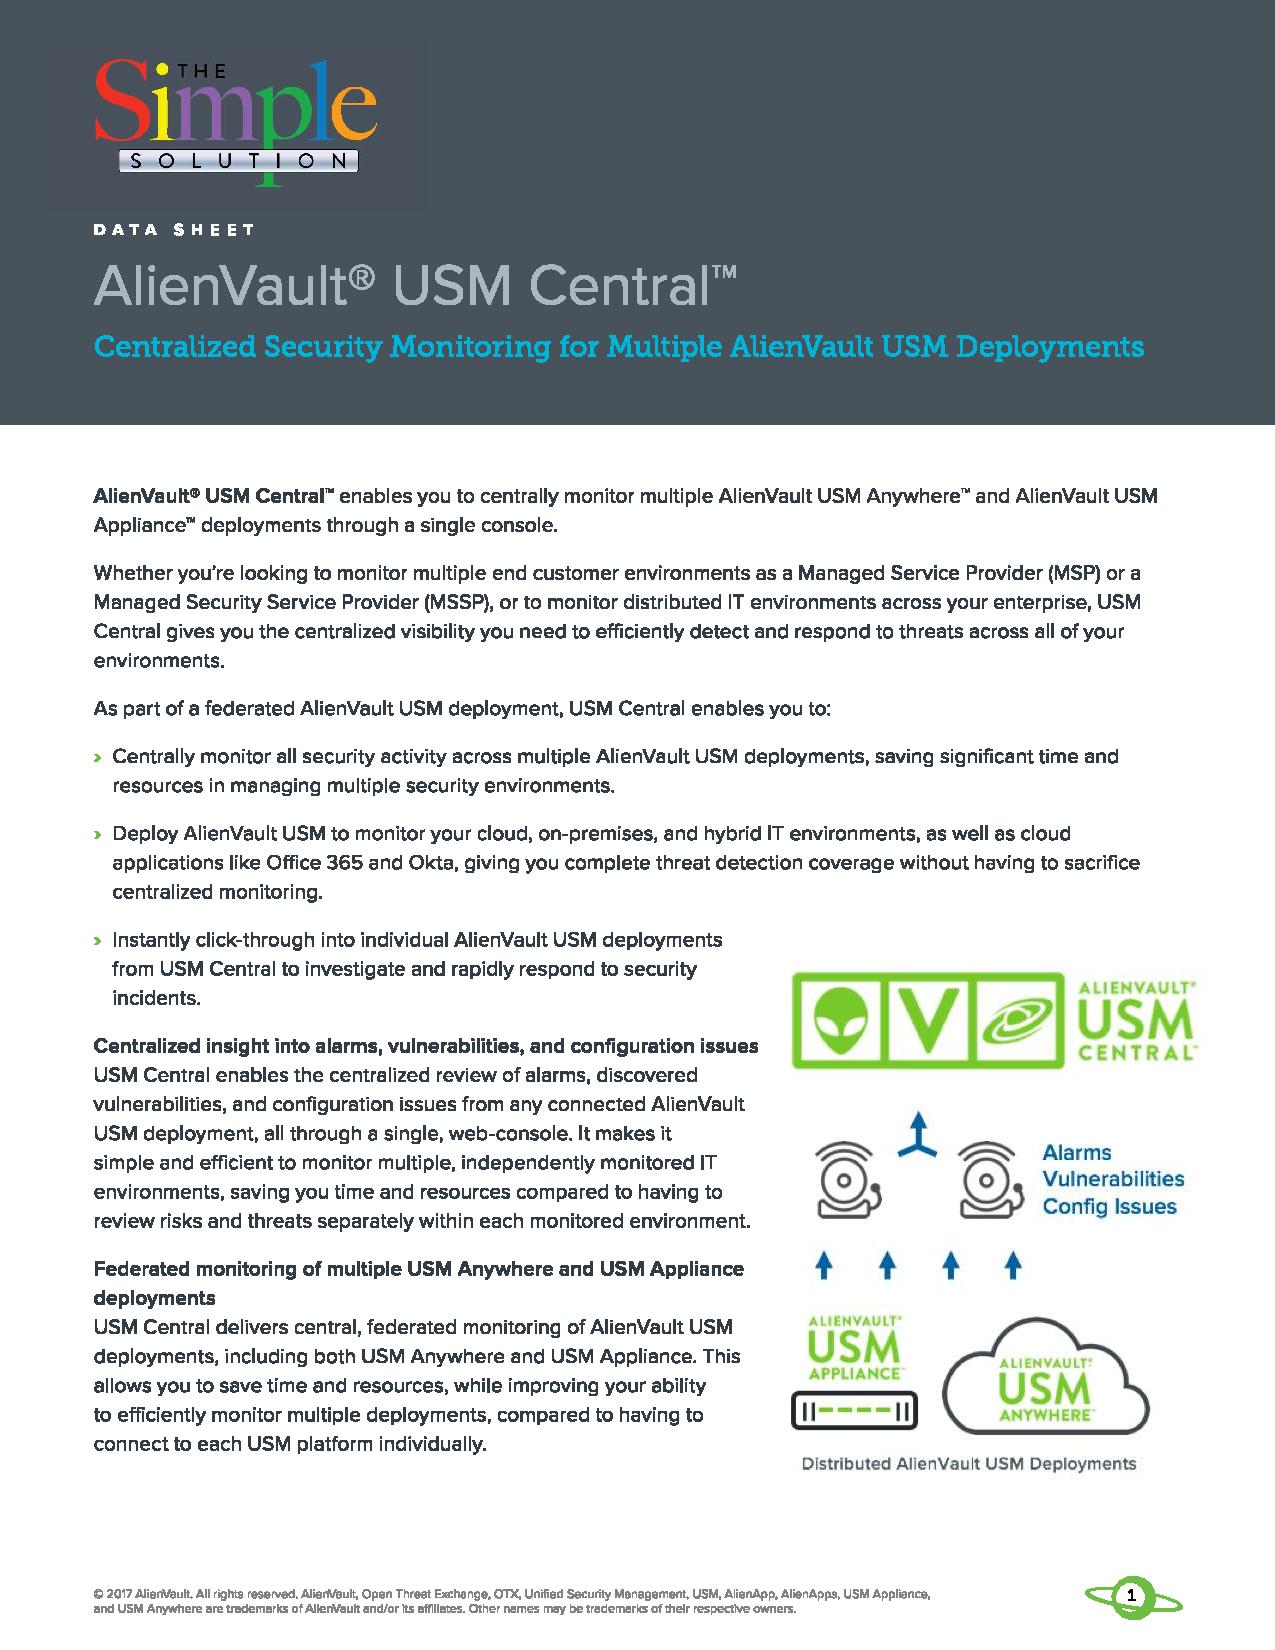 THE
Simple
SOLUTION
DATA SHEET
AlienVault® USM Central™
Centralized Security Monitoring for Multiple AlienVault USM Deployments
AlienVault® USM Central™ enables you to centrally monitor multiple AlienVault USM Anywhere™ and AlienVault USM
Appliance™ deployments through a single console.
Whether you're looking to monitor multiple end customer environments as a Managed Service Provider (MSP) or a
Managed Security Service Provider (MSSP), or to monitor distributed IT environments across your enterprise, USM
Central gives you the centralized visibility you need to efficiently detect and respond to threats across all of your
environments.
As part of a federated AlienVault USM deployment, USM Central enables you to:
› Centrally monitor all security activity across multiple AlienVault USM deployments, saving significant time and
resources in managing multiple security environments.
› Deploy AlienVault USM to monitor your cloud, on-premises, and hybrid IT environments, as well as cloud
applications like Office 365 and Okta, giving you complete threat detection coverage without having to sacrifice
centralized monitoring.
› Instantly click-through into individual AlienVault USM deployments
from USM Central to investigate and rapidly respond to security
incidents.
Centralized insight into alarms, vulnerabilities, and configuration issues
USM Central enables the centralized review of alarms, discovered
vulnerabilities, and configuration issues from any connected AlienVault
USM deployment, all through a single, web-console. It makes it
simple and efficient to monitor multiple, independently monitored IT
environments, saving you time and resources compared to having to
review risks and threats separately within each monitored environment.
Federated monitoring of multiple USM Anywhere and USM Appliance
deployments
USM Central delivers central, federated monitoring of AlienVault USM
deployments, including both USM Anywhere and USM Appliance. This
allows you to save time and resources, while improving your ability
to efficiently monitor multiple deployments, compared to having to
connect to each USM platform individually.
V
ALIENVAULT®
USM
CENTRAL™
Alarms
Vulnerabilities
Config Issues
ALIENVAULT®
USM
APPLIANCE™
ALIENVAULT®
USM
ANYWHERE™
Distributed AlienVault USM Deployments
© 2017 AlienVault. All rights reserved. AlienVault, Open Threat Exchange, OTX, Unified Security Management, USM, AlienApp, AlienApps, USM Appliance,
and USM Anywhere are trademarks of AlienVault and/or its affiliates. Other names may be trademarks of their respective owners.
1